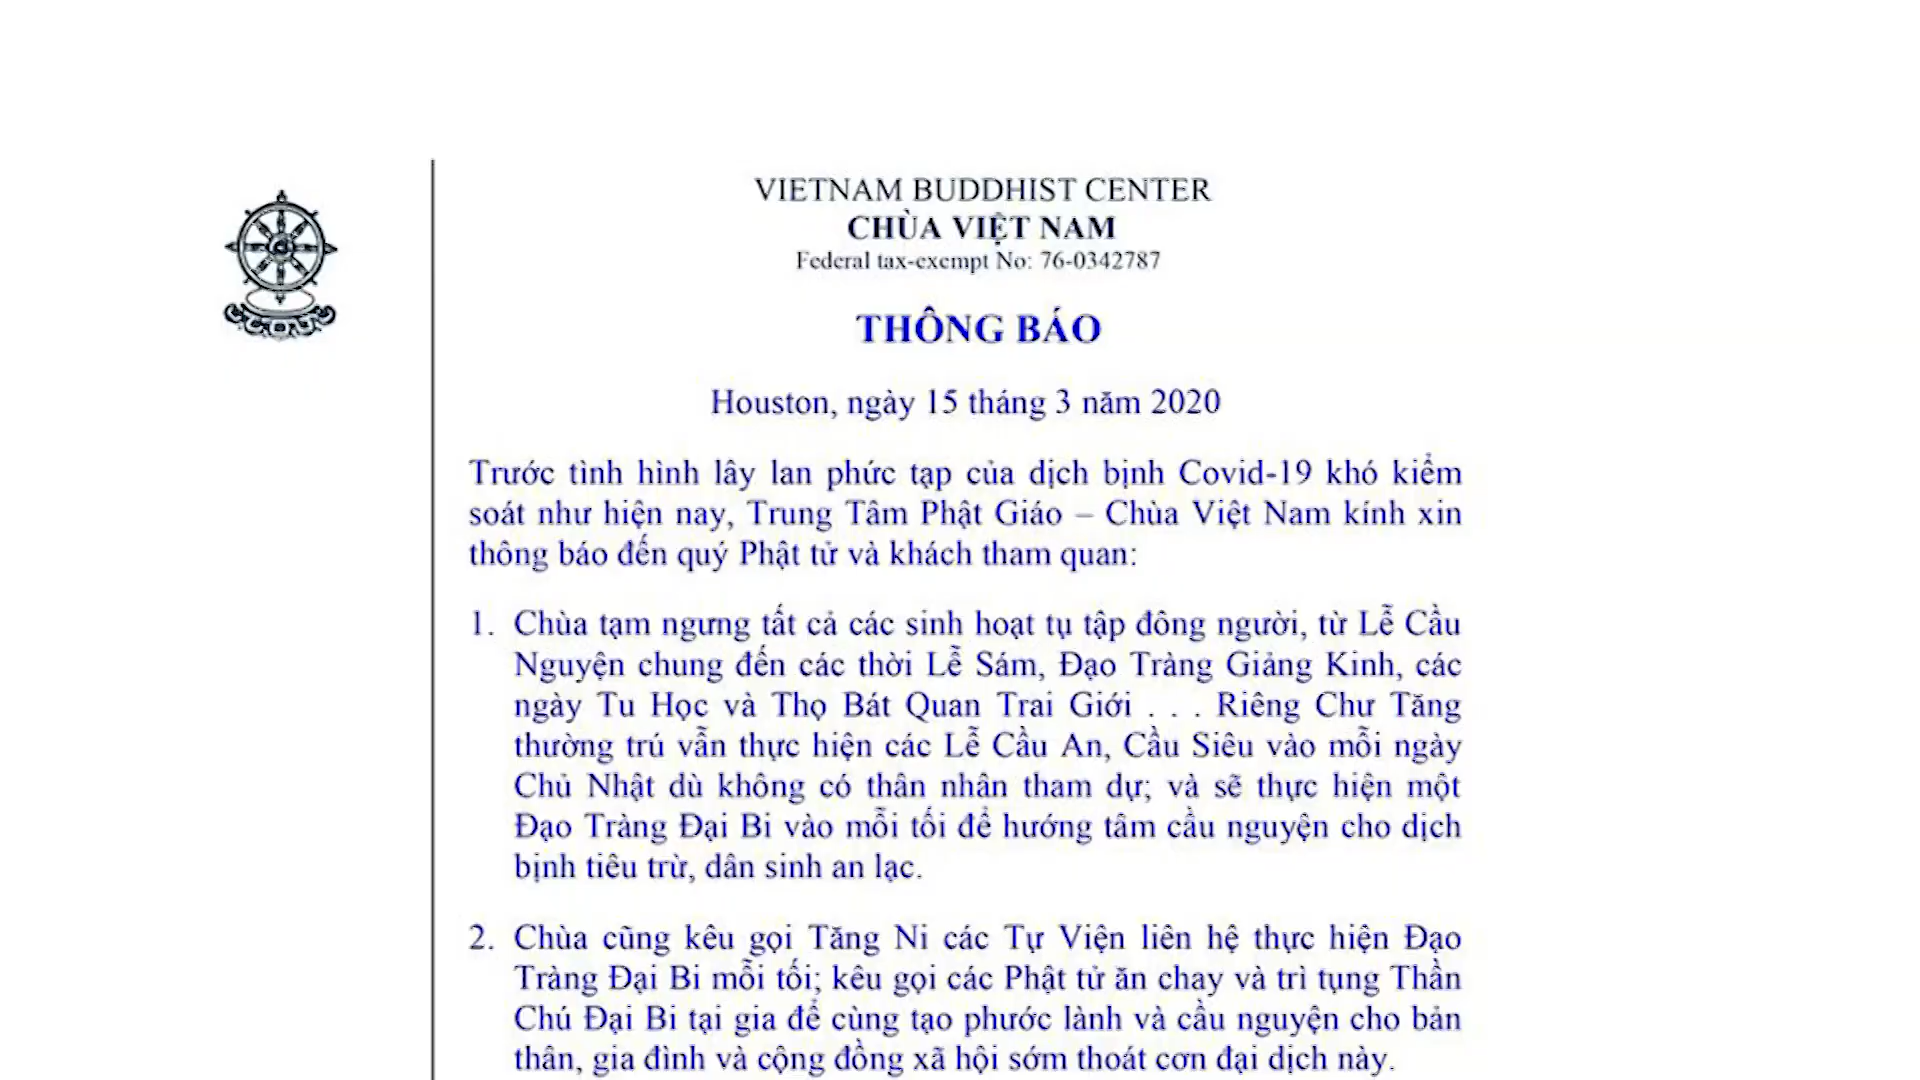 VIETNAM BUDDHIST CENTER
CHÙA VIỆT NAM
Federal tax-exempt No: 76-0342787
THÔNG BÁO
Houston, ngày 15 tháng 3 năm 2020
Trước tình hình lây lan phức tạp của dịch bịnh Covid-19 khó kiểm
soát như hiện nay, Trung Tâm Phật Giáo – Chùa Việt Nam kính xin
thông báo đến quý Phật tử và khách tham quan:
1. Chùa tạm ngưng tất cả các sinh hoạt tụ tập đông người, từ Lễ Cầu
Nguyện chung đến các thời Lễ Sám, Đạo Tràng Giảng Kinh, các
ngày Tu Học và Thọ Bát Quan Trai Giới . . . Riêng Chư Tăng
thường trú vẫn thực hiện các Lễ Cầu An, Cầu Siêu vào mỗi ngày
Chủ Nhật dù không có thân nhân tham dự; và sẽ thực hiện một
Đạo Tràng Đại Bi vào mỗi tối để hướng tâm cầu nguyện cho dịch
bịnh tiêu trừ, dân sinh an lạc.
2. Chùa cũng kêu gọi Tăng Ni các Tự Viện liên hệ thực hiện Đạo
Tràng Đại Bi mỗi tối; kêu gọi các Phật tử ăn chay và trì tụng Thần
Chú Đại Bi tại gia để cùng tạo phước lành và cầu nguyện cho bản
thân, gia đình và cộng đồng xã hội sớm thoát cơn đại dịch này.